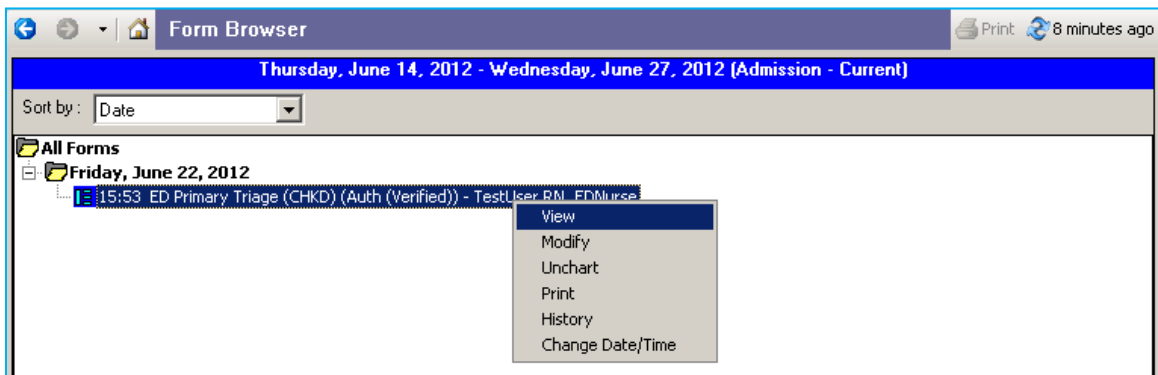 Form Browser Print 8 minutes ago
Thursday, June 14, 2012 - Wednesday, June 27, 2012 (Admission - Current)
Sort by : Date
All Forms
Friday, June 22, 2012
15:53 ED Primary Triage (CHKD) (Auth (Verified)) - TestUser RN, EDNurse
View
Modify
Unchart
Print
History
Change Date/Time